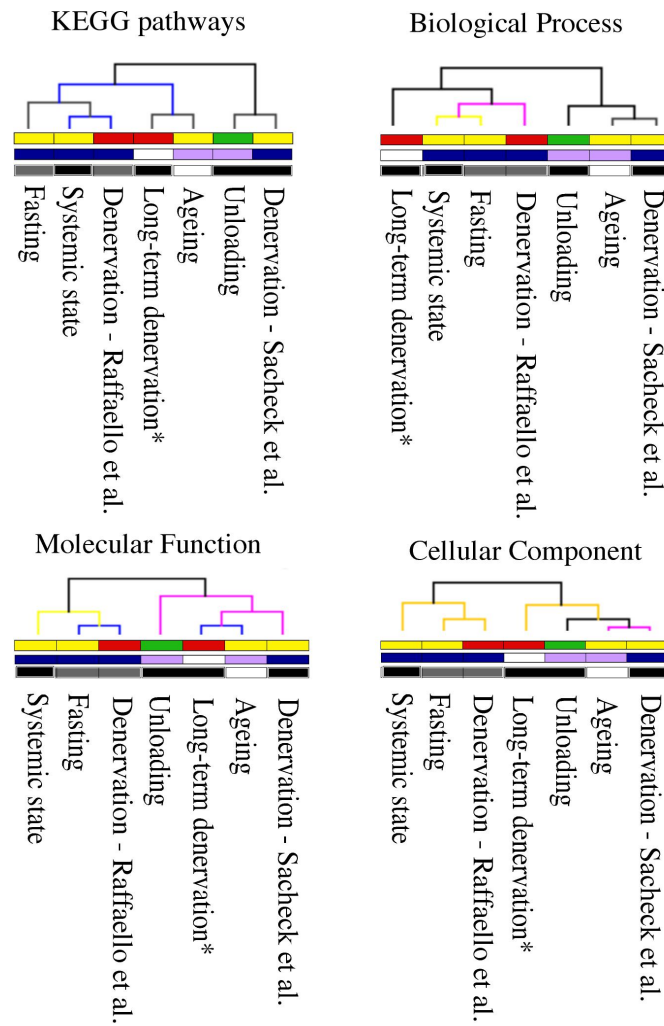 KEGG pathways
Fasting
Systemic state
Denervation - Raffaello et al.
Long-term denervation*
Ageing
Unloading
Denervation - Sacheck et al.
Biological Process
Long-term denervation*
Systemic state
Fasting
Denervation - Raffaello et al.
Unloading
Ageing
Denervation - Sacheck et al.
Molecular Function
Systemic state
Fasting
Denervation - Raffaello et al.
Unloading
Long-term denervation*
Ageing
Denervation - Sacheck et al.
Cellular Component
Systemic state
Fasting
Denervation - Raffaello et al.
Long-term denervation*
Unloading
Ageing
Denervation - Sacheck et al.